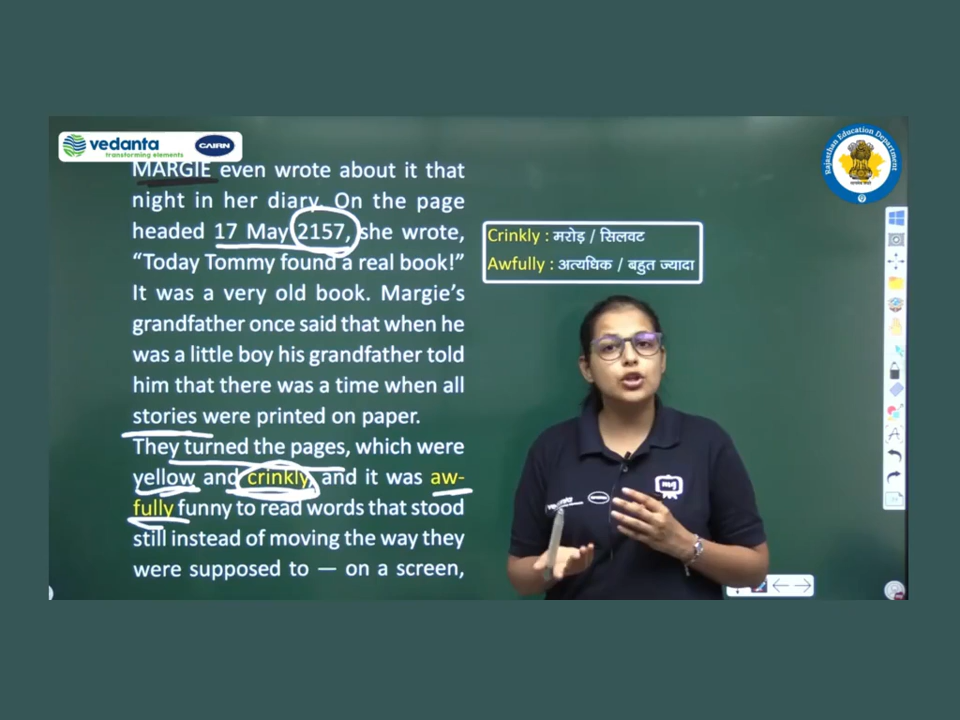 vedanta
transforming elements
CAIRN
Rajasthan Education Department
MARGIE even wrote about it that
night in her diary. On the page
headed 17 May 2157, she wrote,
“Today Tommy found a real book!”
It was a very old book. Margie’s
grandfather once said that when he
was a little boy his grandfather told
him that there was a time when all
stories were printed on paper.
They turned the pages, which were
yellow and crinkly, and it was aw-
fully funny to read words that stood
still instead of moving the way they
were supposed to — on a screen,
Crinkly : मरोड़ / सिलवट
Awfully : अत्यधिक / बहुत ज्यादा
vedanta